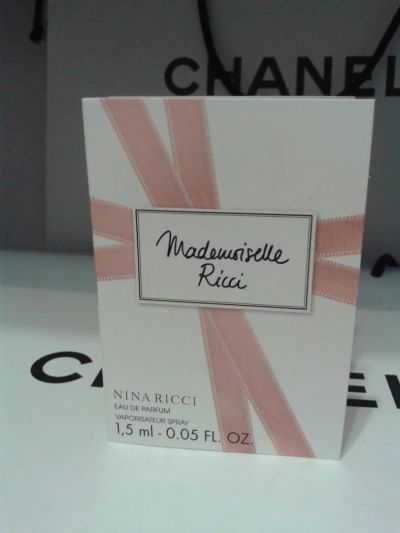 CHANEL
Mademoiselle
Ricci
NINA RICCI
EAU DE PARFUM
VAPORISATEUR SPRAY
1,5 ml - 0.05 FL. OZ.